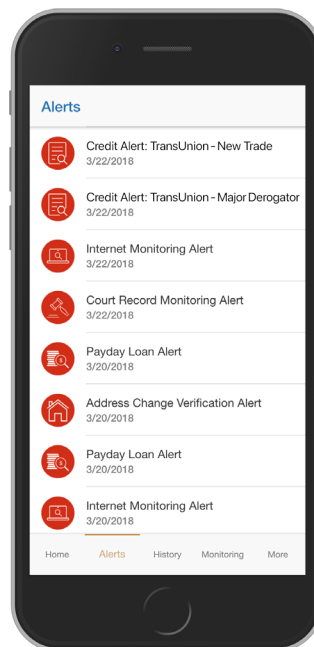 Alerts
Credit Alert: TransUnion - New Trade
3/22/2018
Credit Alert: TransUnion - Major Derogator
3/22/2018
Internet Monitoring Alert
3/22/2018
Court Record Monitoring Alert
3/22/2018
Payday Loan Alert
3/20/2018
Address Change Verification Alert
3/20/2018
Payday Loan Alert
3/20/2018
Internet Monitoring Alert
3/20/2018
Home Alerts History Monitoring More